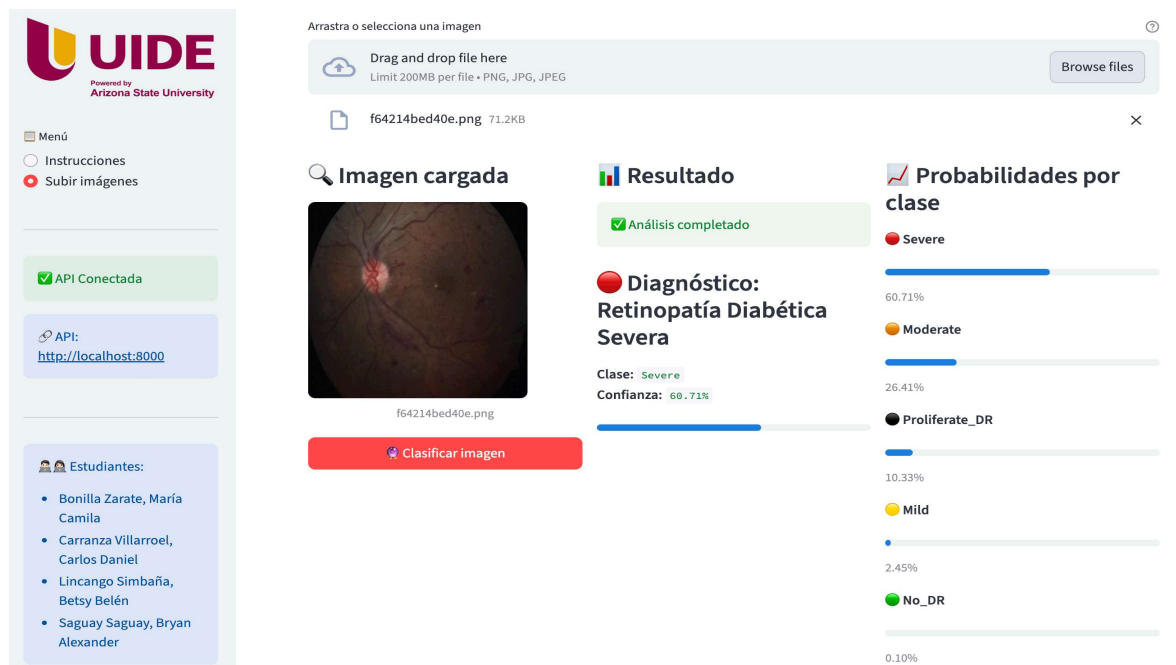 UIDE
Powered by
Arizona State University
Menú
Instrucciones
Subir imágenes
API Conectada
API:
http://localhost:8000
Estudiantes:
Bonilla Zarate, María
Camila
Carranza Villarroel,
Carlos Daniel
Lincango Simbaña,
Betsy Belén
Saguay Saguay, Bryan
Alexander
Arrastra o selecciona una imagen
Drag and drop file here
Limit 200MB per file • PNG, JPG, JPEG
Browse files
f64214bed40e.png 71.2KB
Imagen cargada
f64214bed40e.png
Clasificar imagen
Resultado
Análisis completado
Diagnóstico:
Retinopatía Diabética
Severa
Clase: Severe
Confianza: 60.71%
Probabilidades por
clase
Severe
60.71%
Moderate
26.41%
Proliferate_DR
10.33%
Mild
2.45%
No_DR
0.10%